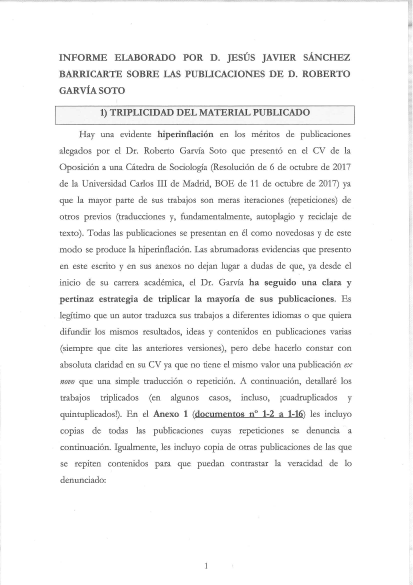 INFORME ELABORADO POR D. JESÚS JAVIER SÁNCHEZ
BARRICARTE SOBRE LAS PUBLICACIONES DE D. ROBERTO
GARVÍA SOTO
1) TRIPLICIDAD DEL MATERIAL PUBLICADO
Hay una evidente hiperinflación en los méritos de publicaciones
alegados por el Dr. Roberto Garvía Soto que presentó en el CV de la
Oposición a una Cátedra de Sociología (Resolución de 6 de octubre de 2017
de la Universidad Carlos III de Madrid, BOE de 11 de octubre de 2017) ya
que la mayor parte de sus trabajos son meras iteraciones (repeticiones) de
otros previos (traducciones y, fundamentalmente, autoplagio y reciclaje de
texto). Todas las publicaciones se presentan en él como novedosas y de este
modo se produce la hiperinflación. Las abrumadoras evidencias que presento
en este escrito y en sus anexos no dejan lugar a dudas de que, ya desde el
inicio de su carrera académica, el Dr. Garvía ha seguido una clara y
pertinaz estrategia de triplicar la mayoría de sus publicaciones. Es
legítimo que un autor traduzca sus trabajos a diferentes idiomas o que quiera
difundir los mismos resultados, ideas y contenidos en publicaciones varias
(siempre que cite las anteriores versiones), pero debe hacerlo constar con
absoluta claridad en su CV ya que no tiene el mismo valor una publicación ex
novo que una simple traducción o repetición. A continuación, detallaré los
trabajos triplicados (en algunos casos, incluso, ¡cuadruplicados y
quintuplicados!). En el Anexo 1 (documentos nº 1-2 a 1-16) les incluyo
copias de todas las publicaciones cuyas repeticiones se denuncia a
continuación. Igualmente, les incluyo copia de otras publicaciones de las que
se repiten contenidos para que puedan contrastar la veracidad de lo
denunciado:
1